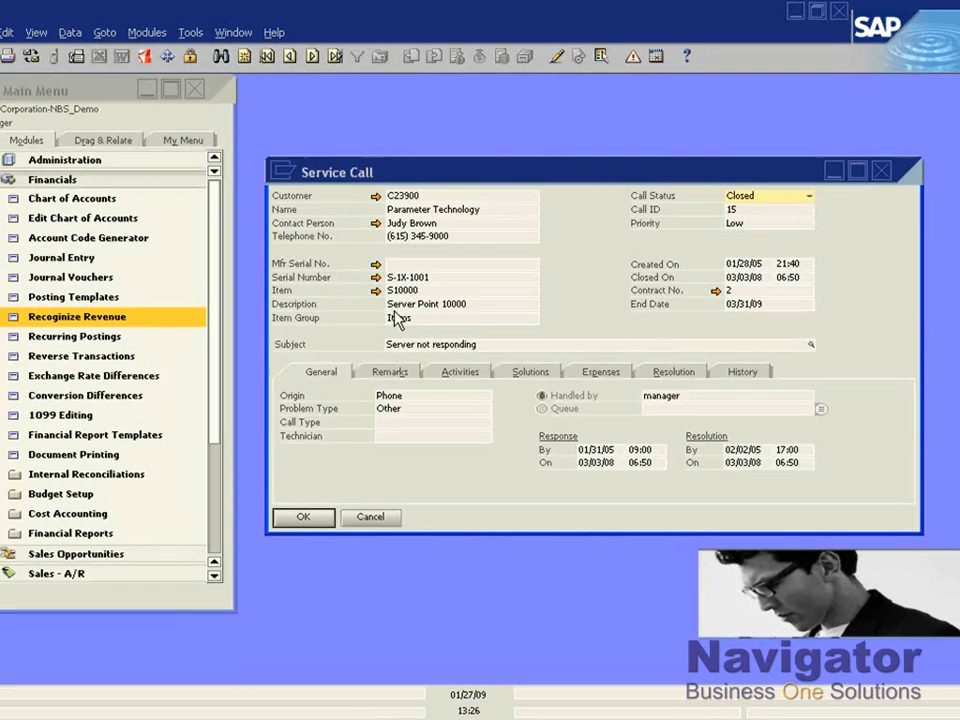 Edit View Data Goto Modules Tools Window Help
SAP
Main Menu
Corporation-NBS_Demo
ger
Modules Drag & Relate My Menu
Administration
Financials
Chart of Accounts
Edit Chart of Accounts
Account Code Generator
Journal Entry
Journal Vouchers
Posting Templates
Recoginize Revenue
Recurring Postings
Reverse Transactions
Exchange Rate Differences
Conversion Differences
1099 Editing
Financial Report Templates
Document Printing
Internal Reconciliations
Budget Setup
Cost Accounting
Financial Reports
Sales Opportunities
Sales - A/R
Service Call
Customer C23900 Call Status Closed
Name Parameter Technology Call ID 15
Contact Person Judy Brown Priority Low
Telephone No. (615) 345-9000
Mfr Serial No. Created On 01/28/05 21:40
Serial Number S-1X-1001 Closed On 03/03/08 06:50
Item S10000 Contract No. 2
Description Server Point 10000 End Date 03/31/09
Item Group
Subject Server not responding
General Remarks Activities Solutions Expenses Resolution History
Origin Phone Handled by manager
Problem Type Other Queue
Call Type
Technician Response Resolution
By 01/31/05 09:00 By 02/02/05 17:00
On 03/03/08 06:50 On 03/03/08 06:50
OK Cancel
Navigator
Business One Solutions
01/27/09
13:26